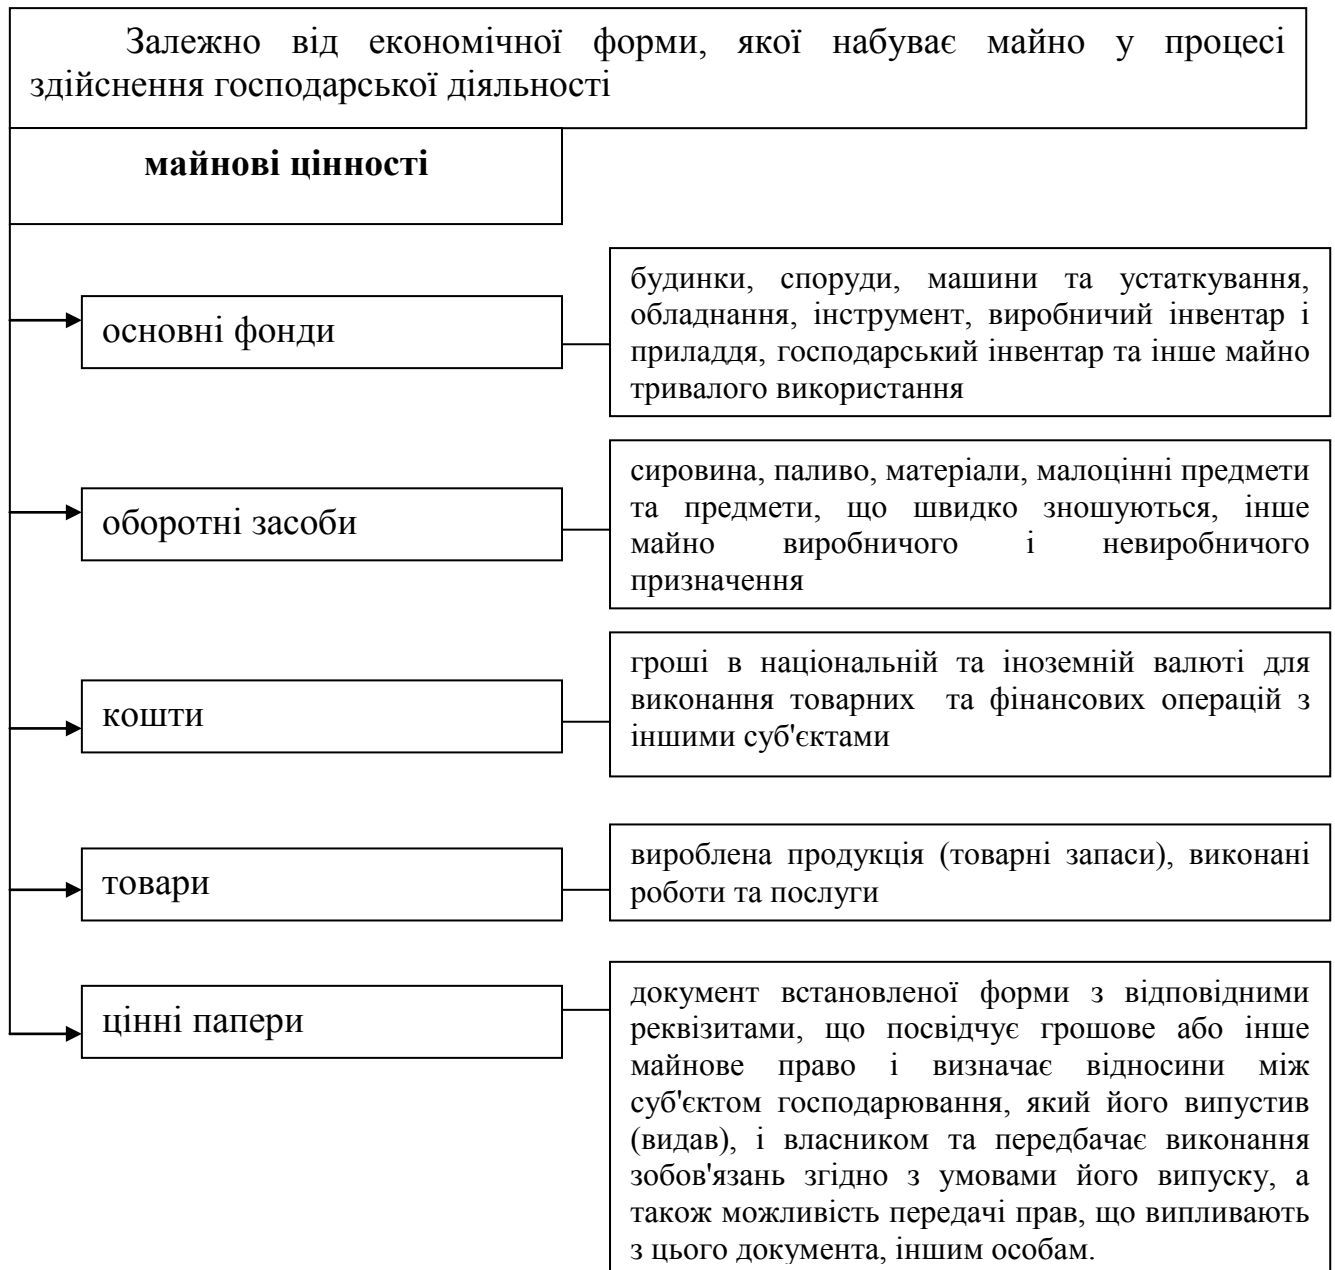 Залежно від економічної форми, якої набуває майно у процесі
здійснення господарської діяльності
майнові цінності
основні фонди
будинки, споруди, машини та устаткування,
обладнання, інструмент, виробничий інвентар і
приладдя, господарський інвентар та інше майно
тривалого використання
оборотні засоби
сировина, паливо, матеріали, малоцінні предмети
та предмети, що швидко зношуються, інше
майно виробничого і невиробничого
призначення
кошти
гроші в національній та іноземній валюті для
виконання товарних та фінансових операцій з
іншими суб'єктами
товари
вироблена продукція (товарні запаси), виконані
роботи та послуги
цінні папери
документ встановленої форми з відповідними
реквізитами, що посвідчує грошове або інше
майнове право і визначає відносини між
суб'єктом господарювання, який його випустив
(видав), і власником та передбачає виконання
зобов'язань згідно з умовами його випуску, а
також можливість передачі прав, що випливають
з цього документа, іншим особам.